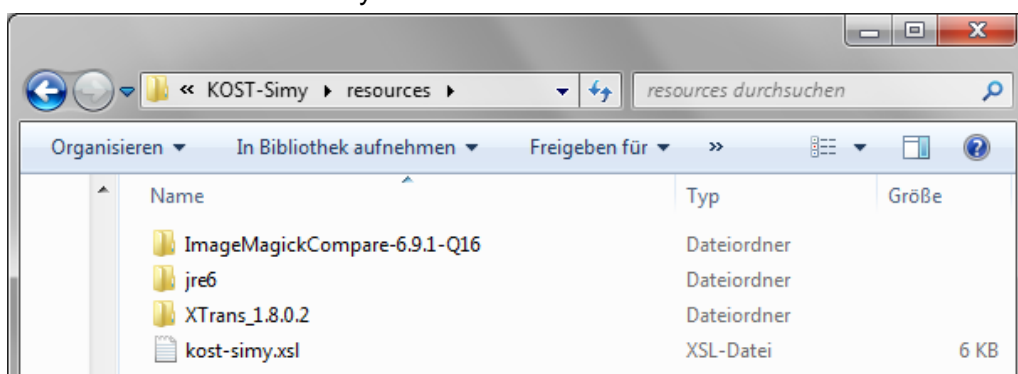 « KOST-Simy ▸ resources ▸ resources durchsuchen
Organisieren ▾ In Bibliothek aufnehmen ▾ Freigeben für ▾ »
Name Typ Größe
ImageMagickCompare-6.9.1-Q16 Dateiordner
jre6 Dateiordner
XTrans_1.8.0.2 Dateiordner
kost-simy.xsl XSL-Datei 6 KB